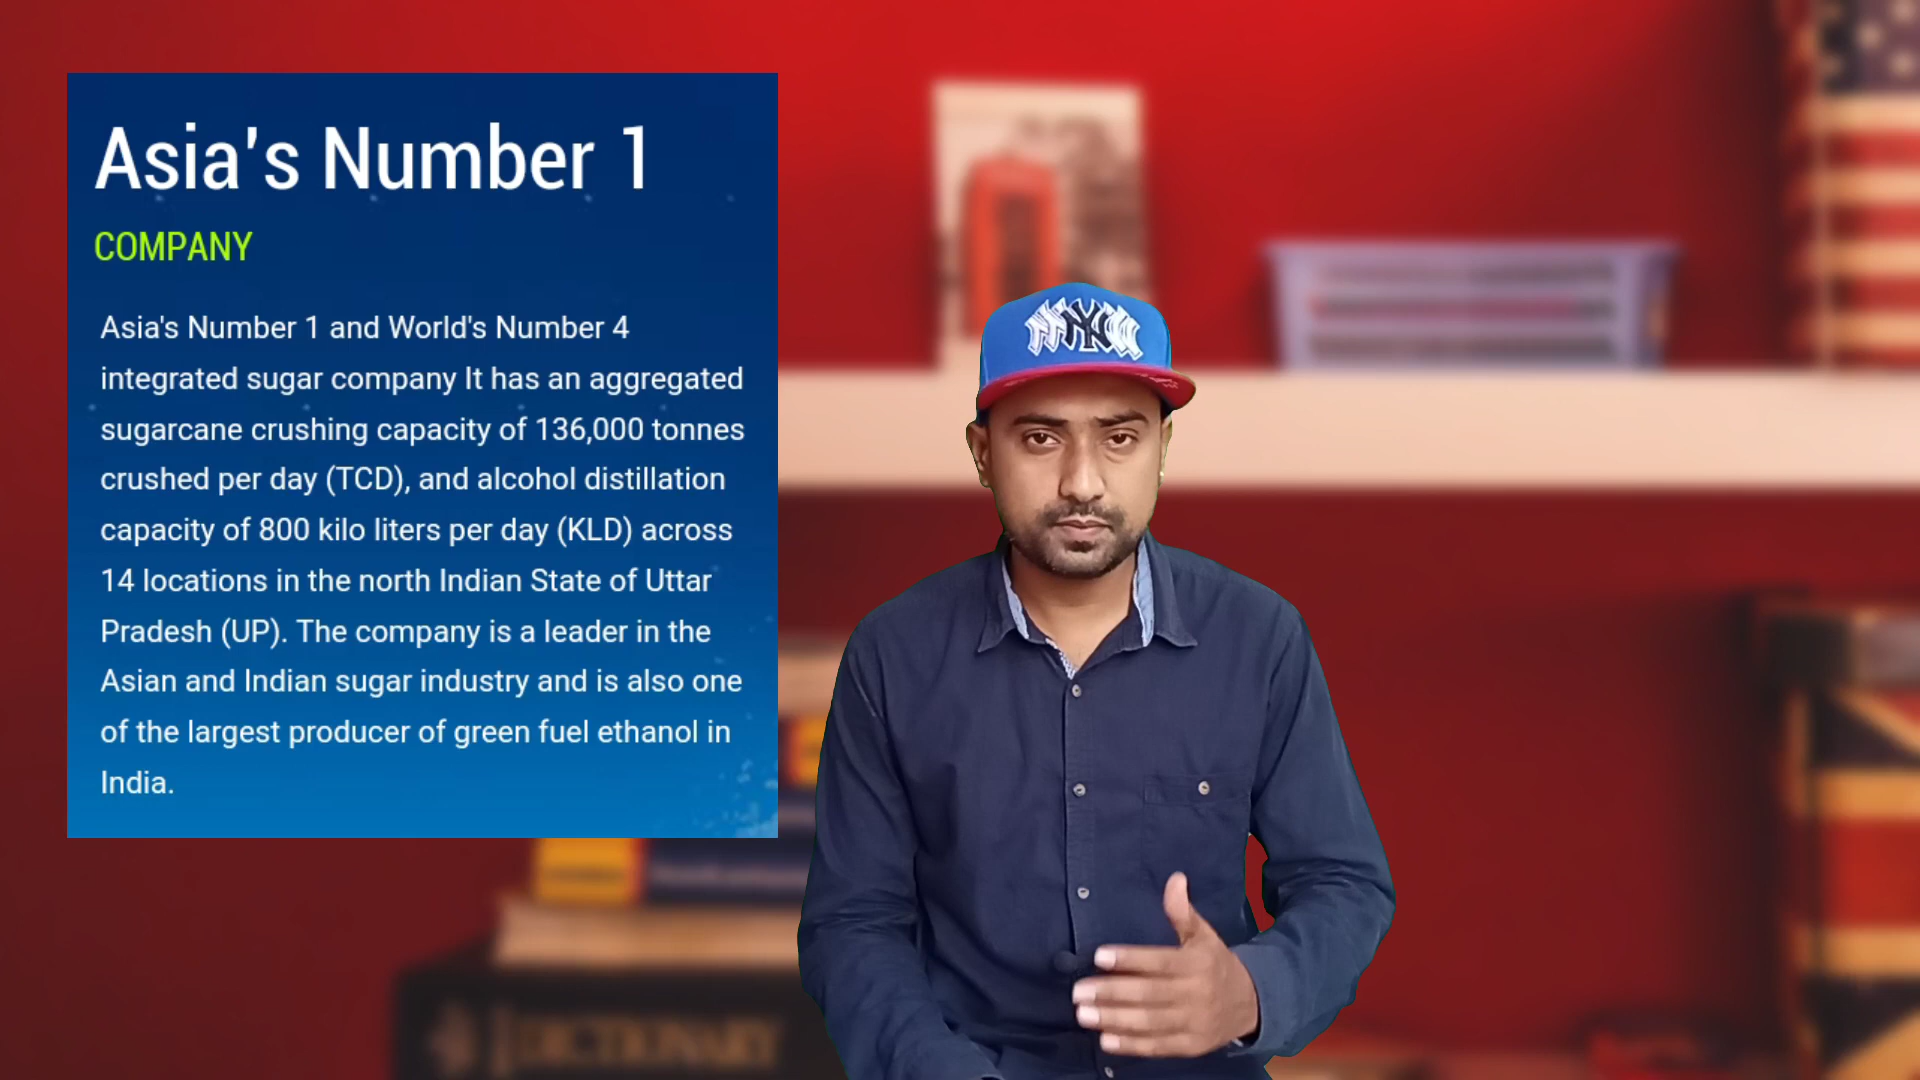 Asia's Number 1
COMPANY
Asia's Number 1 and World's Number 4
integrated sugar company It has an aggregated
sugarcane crushing capacity of 136,000 tonnes
crushed per day (TCD), and alcohol distillation
capacity of 800 kilo liters per day (KLD) across
14 locations in the north Indian State of Uttar
Pradesh (UP). The company is a leader in the
Asian and Indian sugar industry and is also one
of the largest producer of green fuel ethanol in
India.
NY
DICTIONARY